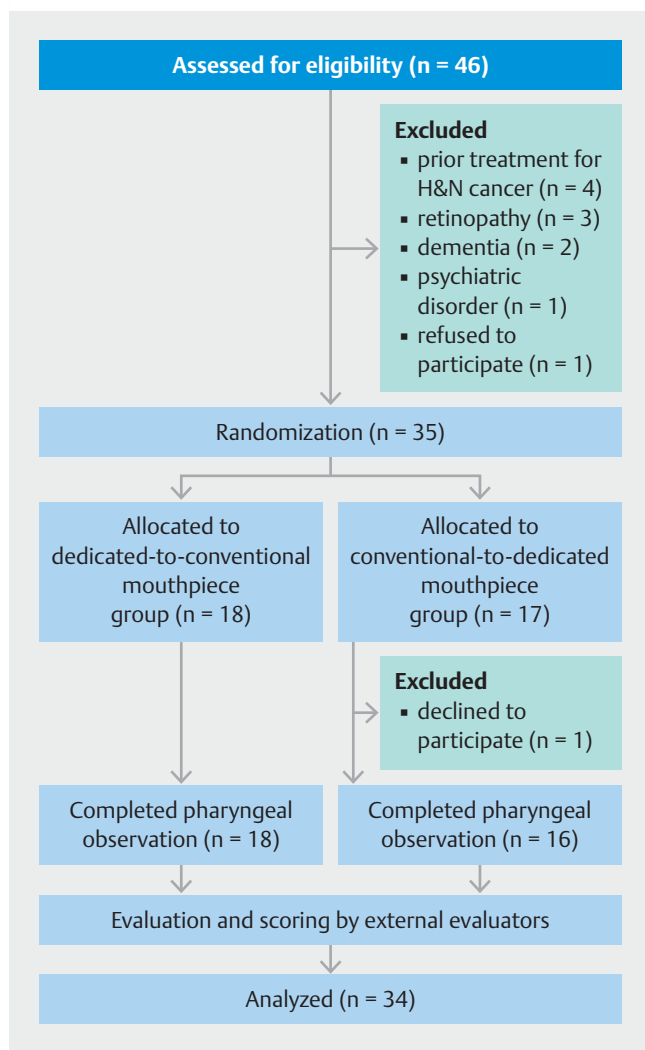 Assessed for eligibility (n = 46)
Excluded
▪ prior treatment for
H&N cancer (n = 4)
▪ retinopathy (n = 3)
▪ dementia (n = 2)
▪ psychiatric
disorder (n = 1)
▪ refused to
participate (n = 1)
Randomization (n = 35)
Allocated to
dedicated-to-conventional
mouthpiece
group (n = 18)
Allocated to
conventional-to-dedicated
mouthpiece
group (n = 17)
Excluded
▪ declined to
participate (n = 1)
Completed pharyngeal
observation (n = 18)
Completed pharyngeal
observation (n = 16)
Evaluation and scoring by external evaluators
Analyzed (n = 34)